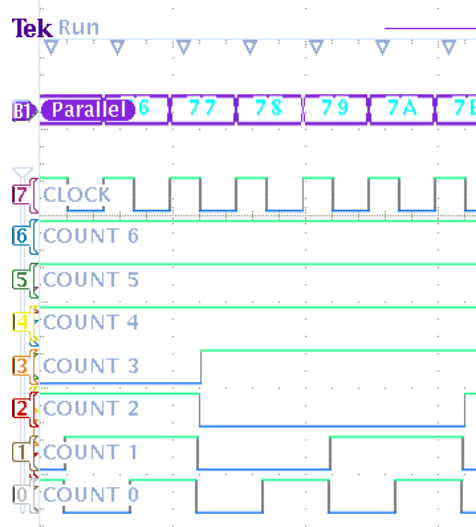 Tek Run
B1 Parallel 6 77 78 79 7A 7B
7 CLOCK
6 COUNT 6
5 COUNT 5
4 COUNT 4
3 COUNT 3
2 COUNT 2
1 COUNT 1
0 COUNT 0